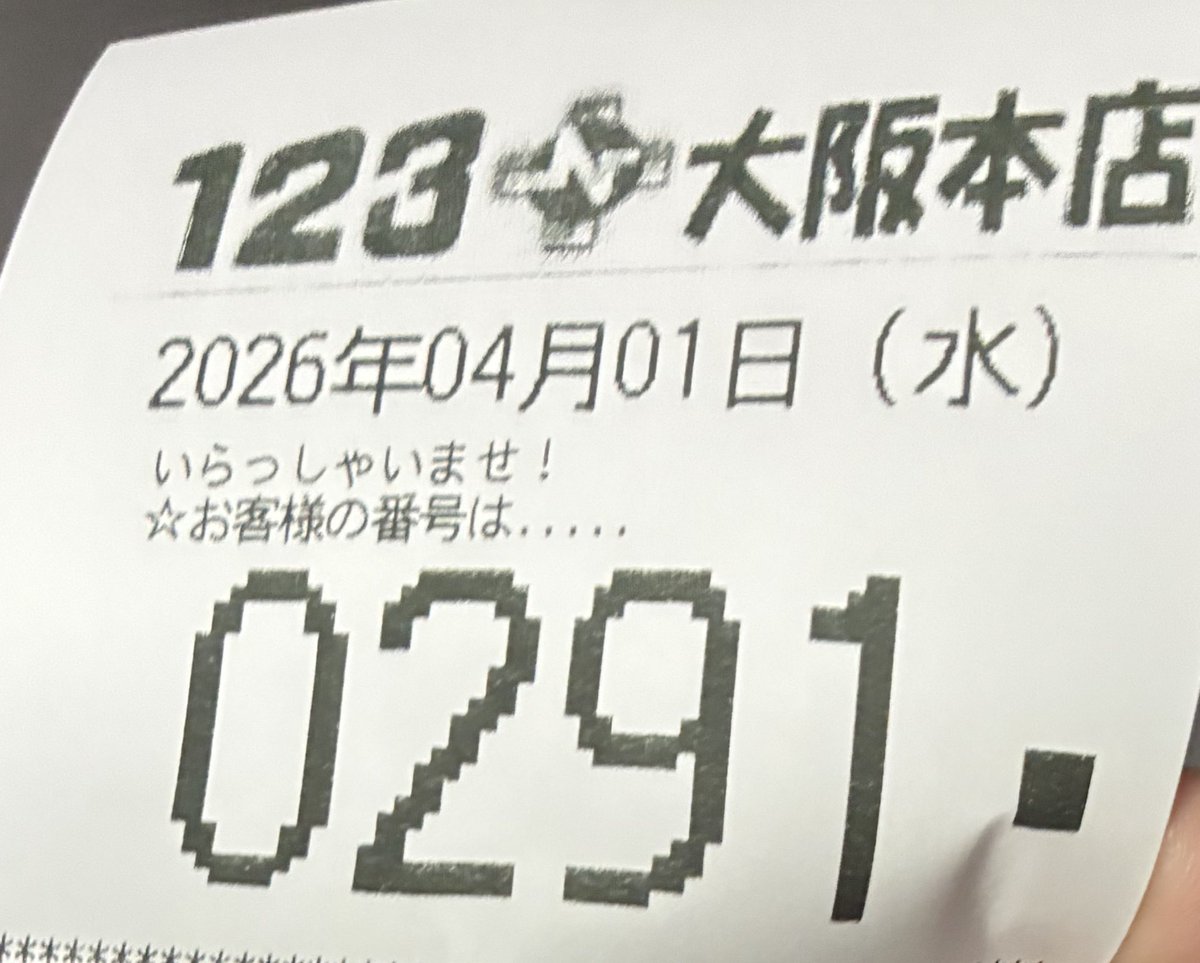 123 N 大阪本店
2026年04月01日（水）
いらっしゃいませ！
☆お客様の番号は.....
0291.